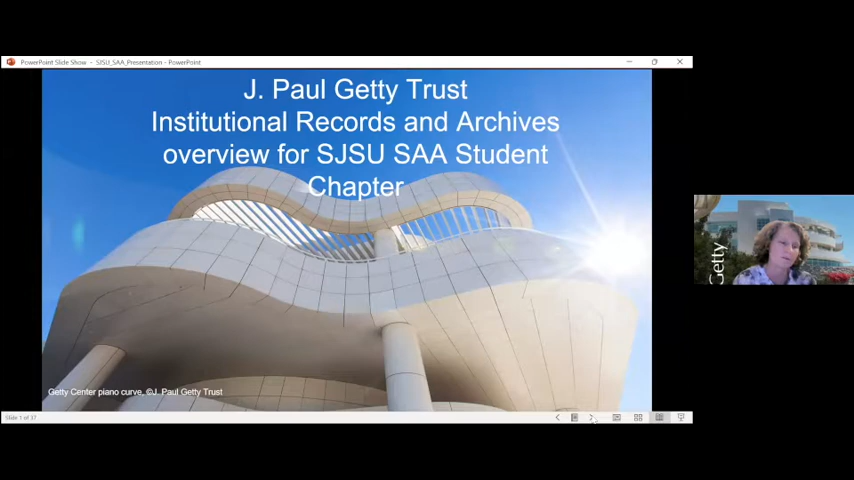 PowerPoint Slide Show - SJSU_SAA_Presentation - PowerPoint
J. Paul Getty Trust
Institutional Records and Archives
overview for SJSU SAA Student
Chapter
Getty Center piano curve, ©J. Paul Getty Trust
Getty
Slide 1 of 37